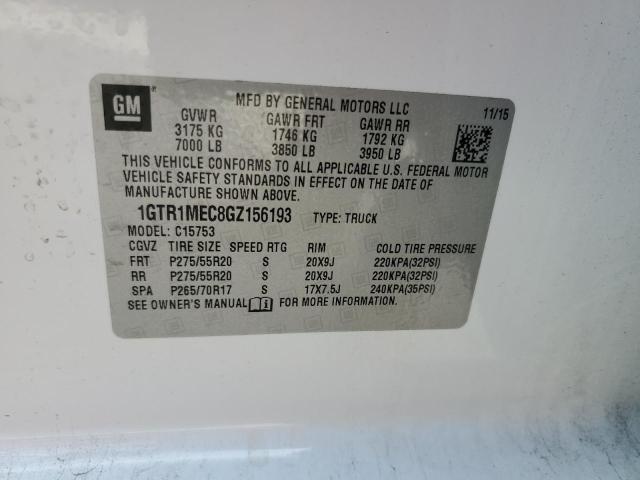 GM
MFD BY GENERAL MOTORS LLC
11/15
GVWR GAWR FRT GAWR RR
3175 KG 1746 KG 1792 KG
7000 LB 3850 LB 3950 LB
THIS VEHICLE CONFORMS TO ALL APPLICABLE U.S. FEDERAL MOTOR
VEHICLE SAFETY STANDARDS IN EFFECT ON THE DATE OF
MANUFACTURE SHOWN ABOVE.
1GTR1MEC8GZ156193 TYPE: TRUCK
MODEL: C15753
CGVZ TIRE SIZE SPEED RTG RIM COLD TIRE PRESSURE
FRT P275/55R20 S 20X9J 220KPA(32PSI)
RR P275/55R20 S 20X9J 220KPA(32PSI)
SPA P265/70R17 S 17X7.5J 240KPA(35PSI)
SEE OWNER'S MANUAL FOR MORE INFORMATION.